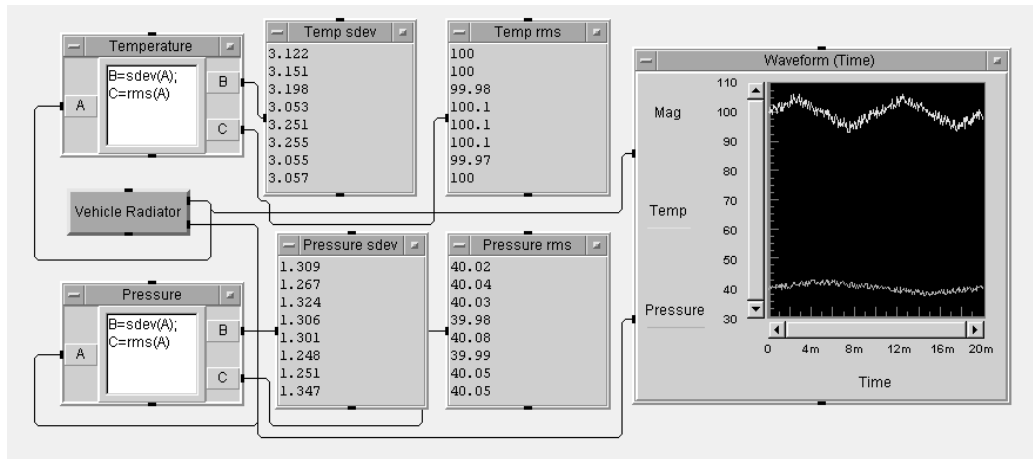 Temperature
A
B=sdev(A);
C=rms(A)
B
C
Temp sdev
3.122
3.151
3.198
3.053
3.251
3.255
3.055
3.057
Temp rms
100
100
99.98
100.1
100.1
100.1
99.97
100
Vehicle Radiator
Pressure
A
B=sdev(A);
C=rms(A)
B
C
Pressure sdev
1.309
1.267
1.324
1.306
1.301
1.248
1.251
1.347
Pressure rms
40.02
40.04
40.03
39.98
40.08
39.99
40.05
40.05
Waveform (Time)
Mag
Temp
Pressure
110
100
90
80
70
60
50
40
30
0 4m 8m 12m 16m 20m
Time